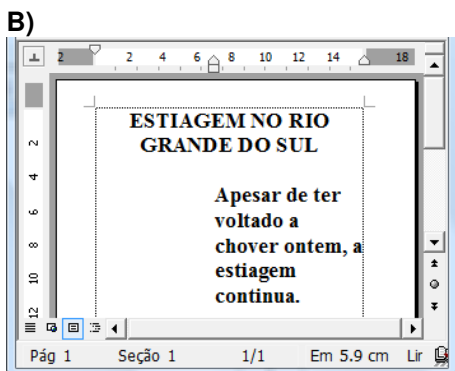 B)
2 2 4 6 8 10 12 14 18
ESTIAGEM NO RIO
GRANDE DO SUL
Apesar de ter
voltado a
chover ontem, a
estiagem
continua.
2
4
6
8
10
12
Pág 1 Seção 1 1/1 Em 5.9 cm Lir